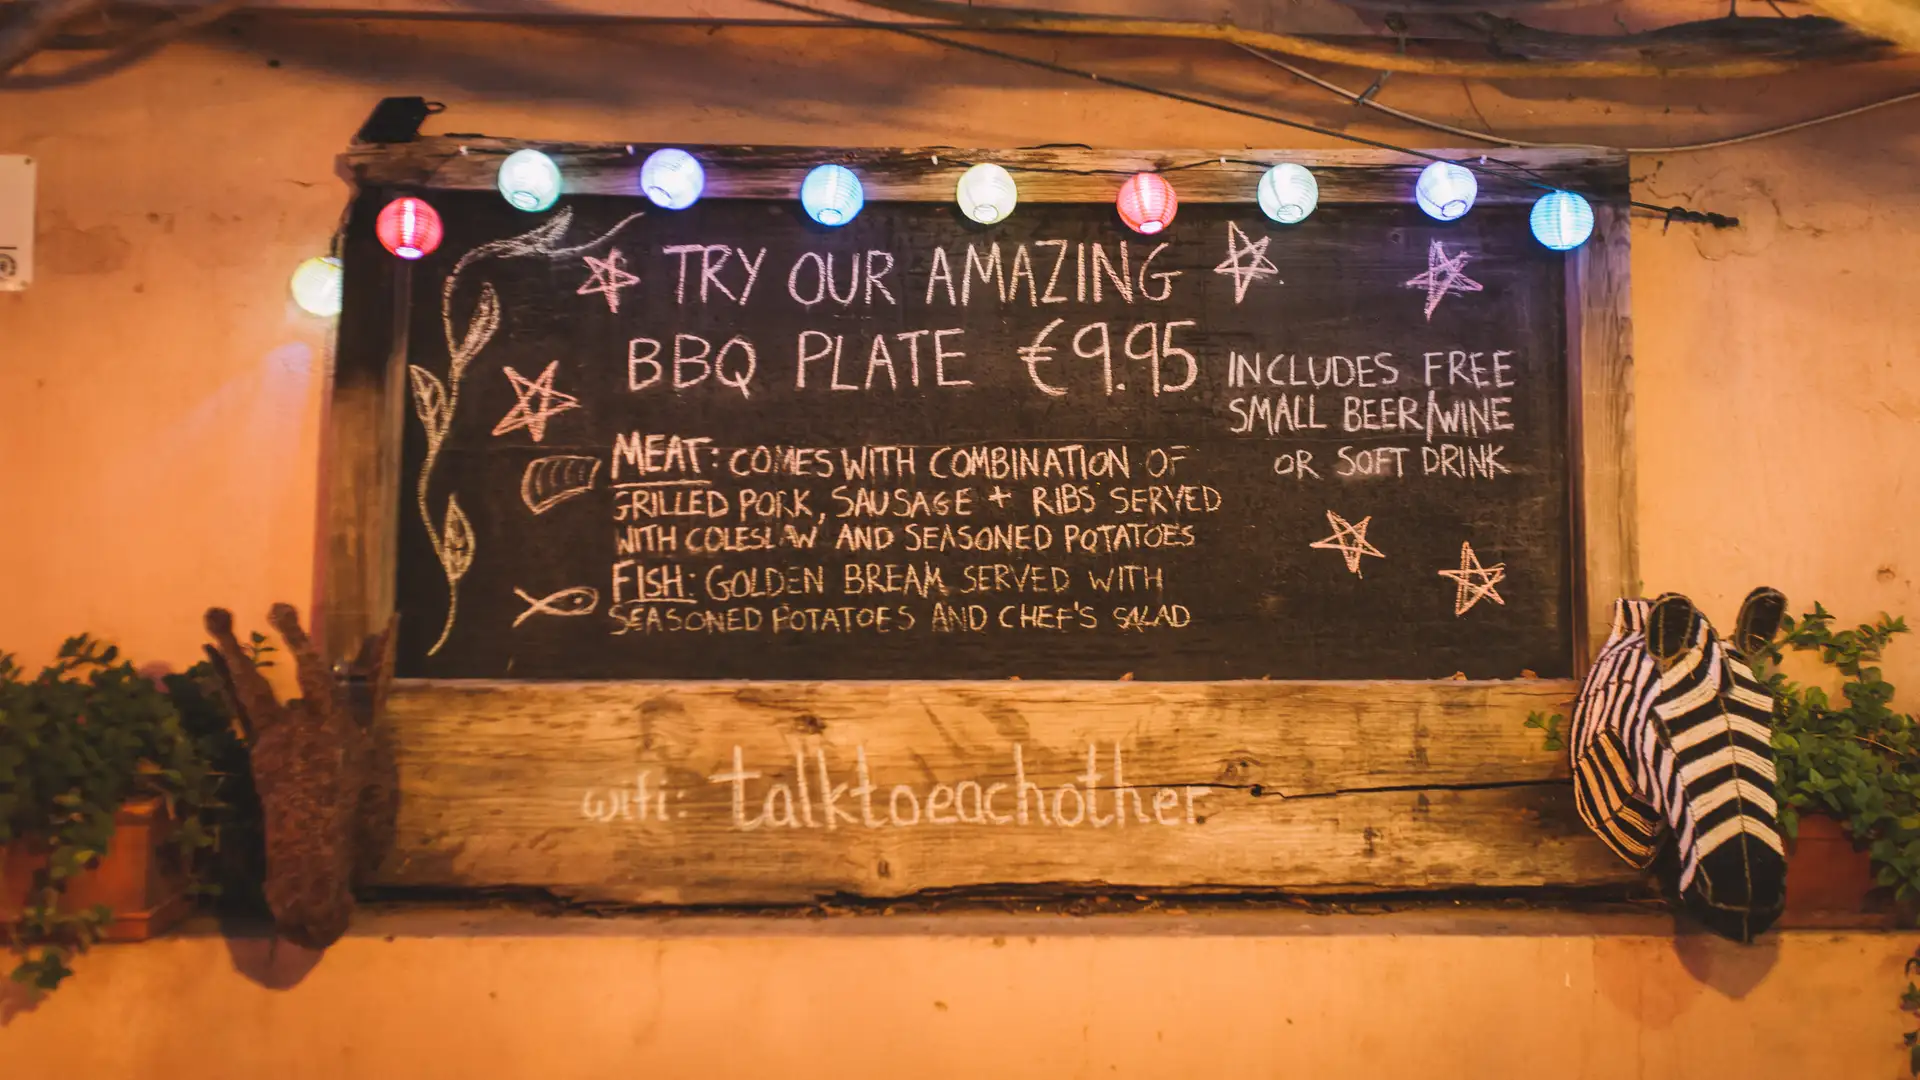 TRY OUR AMAZING
BBQ PLATE €9.95
INCLUDES FREE
SMALL BEER/WINE
OR SOFT DRINK
MEAT: COMES WITH COMBINATION OF
GRILLED PORK, SAUSAGE + RIBS SERVED
WITH COLESLAW AND SEASONED POTATOES
FISH: GOLDEN BREAM SERVED WITH
SEASONED POTATOES AND CHEF'S SALAD
wifi: talktoeachother